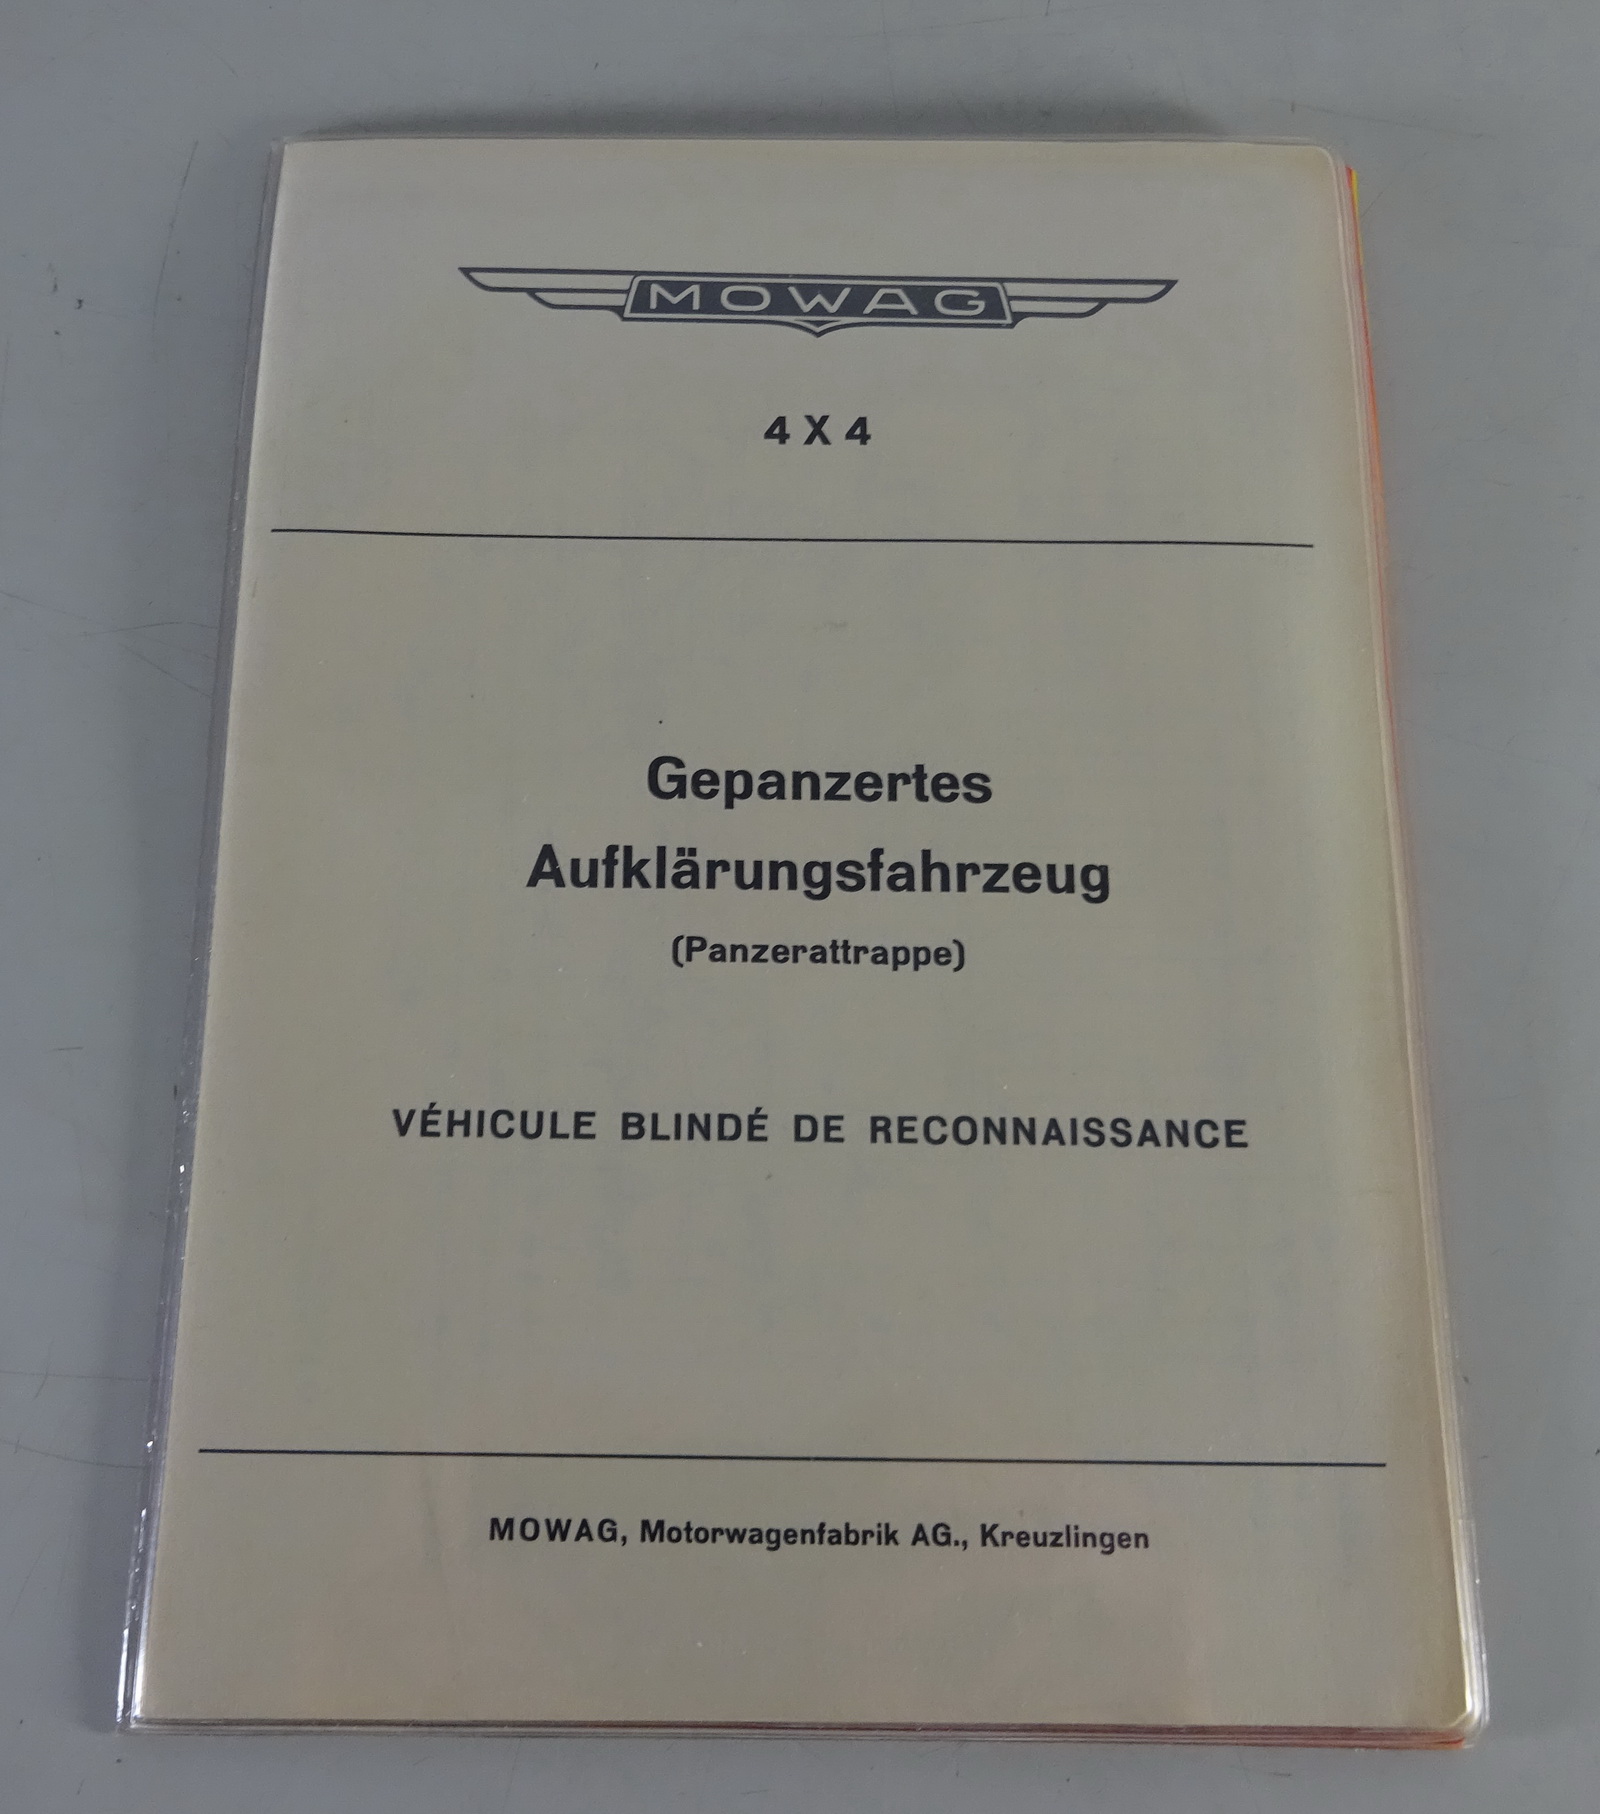 MOWAG
4 X 4
Gepanzertes
Aufklärungsfahrzeug
(Panzerattrappe)
VÉHICULE BLINDÉ DE RECONNAISSANCE
MOWAG, Motorwagenfabrik AG., Kreuzlingen